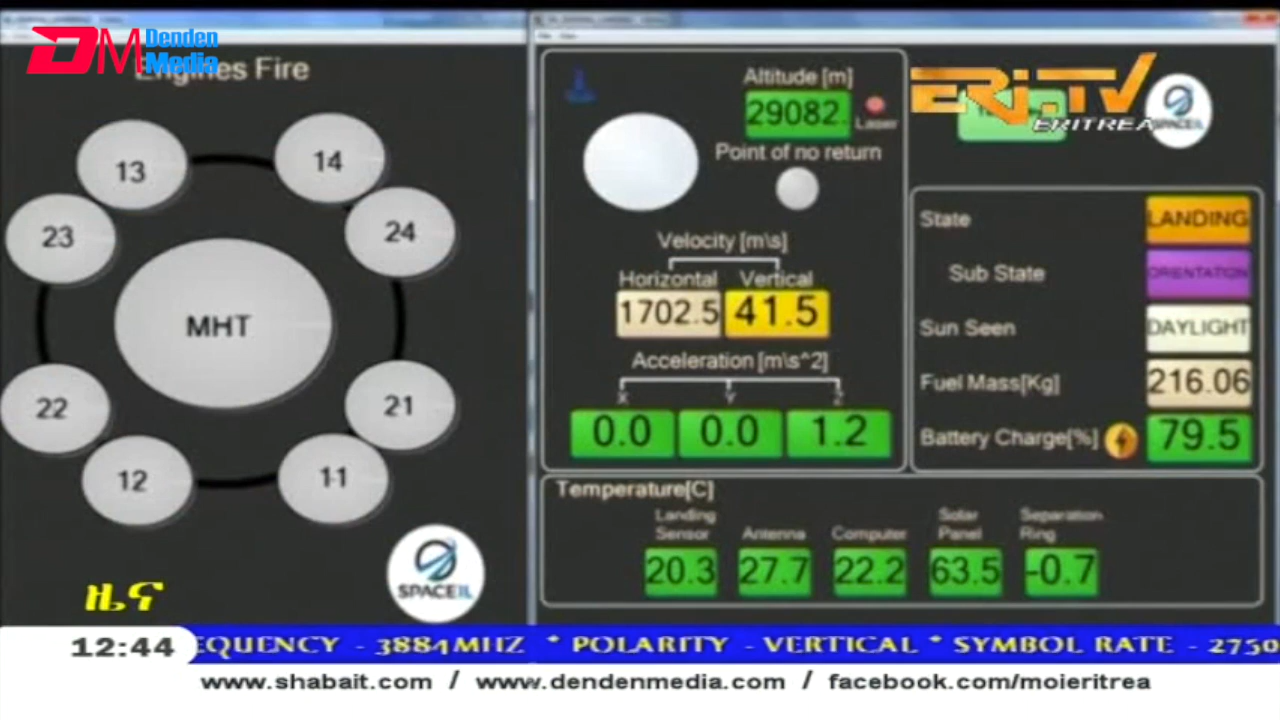 DM Denden
Media
Engines Fire
13
14
23
24
MHT
22
21
12
11
SPACEIL
Altitude [m]
29082.
Laser
Point of no return
Velocity [m\s]
Horizontal Vertical
1702.5 41.5
Acceleration [m\s^2]
X Y Z
0.0 0.0 1.2
ERi.TV
ERITREA
SPACEIL
State LANDING
Sub State ORIENTATION
Sun Seen DAYLIGHT
Fuel Mass[Kg] 216.06
Battery Charge[%] 79.5
Temperature[C]
Landing Sensor Antenna Computer Solar Panel Separation Ring
20.3 27.7 22.2 63.5 -0.7
ዜና
12:44 EQUENCY - 3884MHZ * POLARITY - VERTICAL * SYMBOL RATE - 2750
www.shabait.com / www.dendenmedia.com / facebook.com/moieritrea